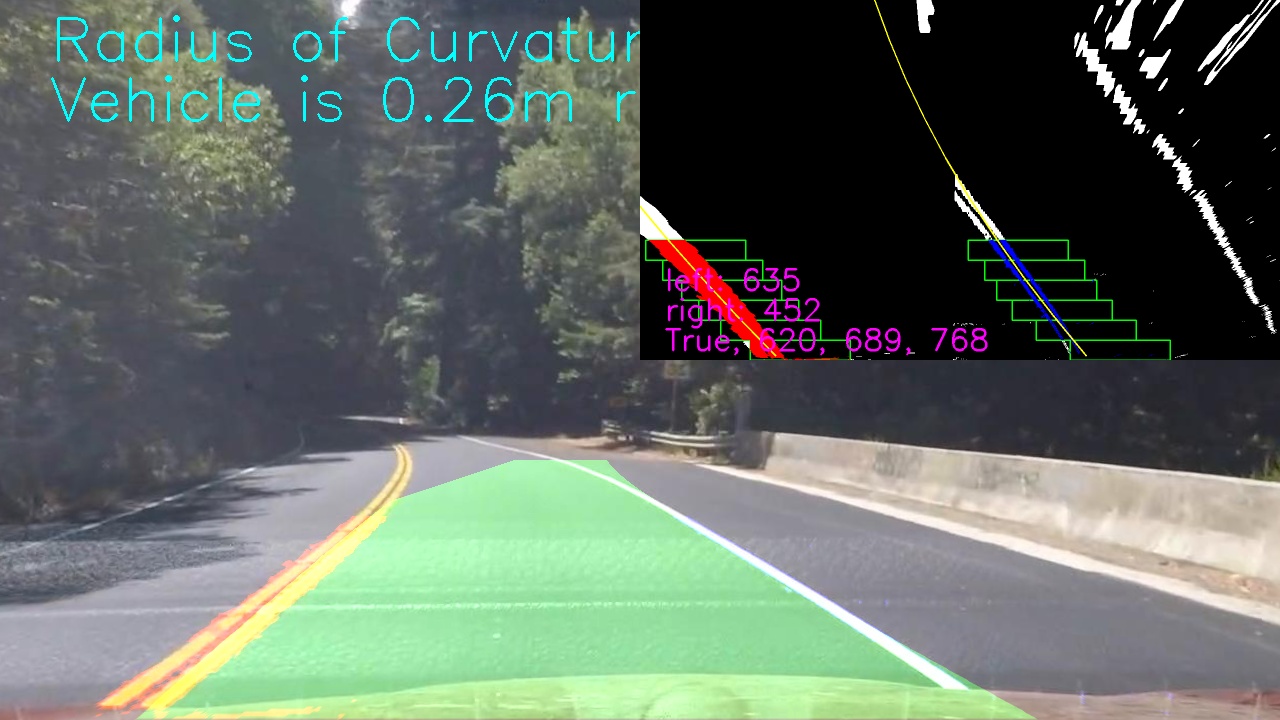 Radius of Curvatur
Vehicle is 0.26m r
left: 635
right: 452
True, 620, 689, 768